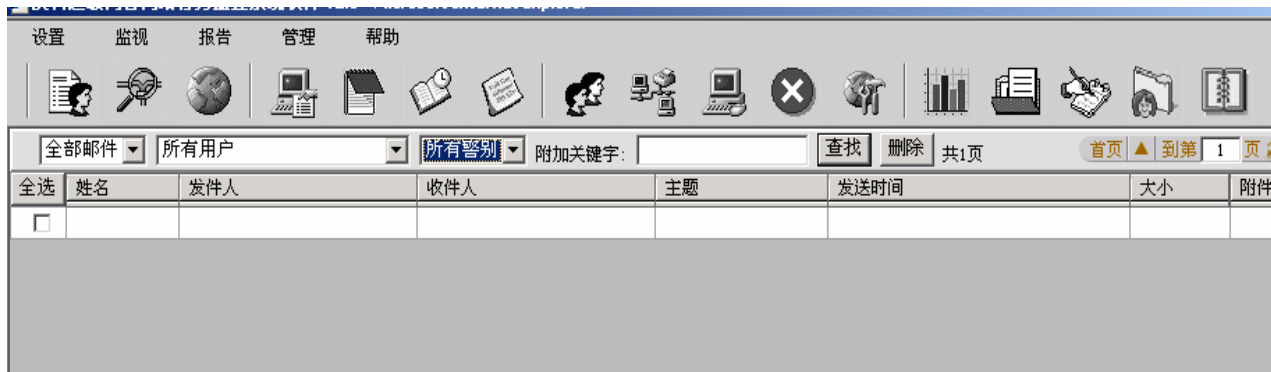 设置 监视 报告 管理 帮助
全部邮件 所有用户 所有警别 附加关键字: 查找 删除 共1页 首页 到第 1 页
全选 姓名 发件人 收件人 主题 发送时间 大小 附件